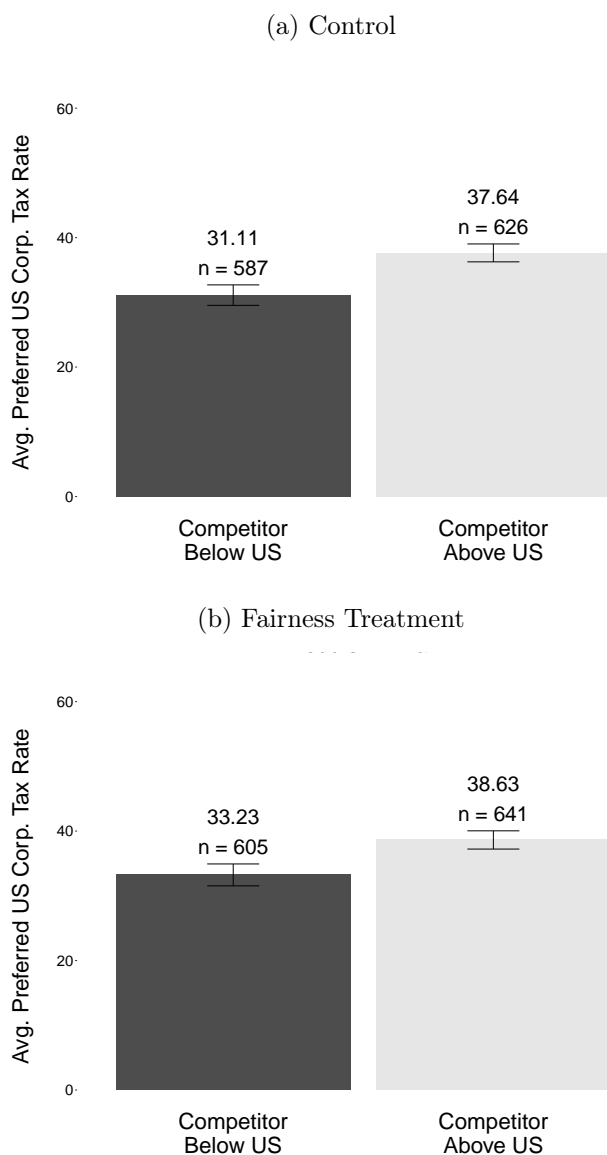 (a) Control
Avg. Preferred US Corp. Tax Rate
60
40
20
0
31.11
n = 587
37.64
n = 626
Competitor
Below US
Competitor
Above US
(b) Fairness Treatment
Avg. Preferred US Corp. Tax Rate
60
40
20
0
33.23
n = 605
38.63
n = 641
Competitor
Below US
Competitor
Above US